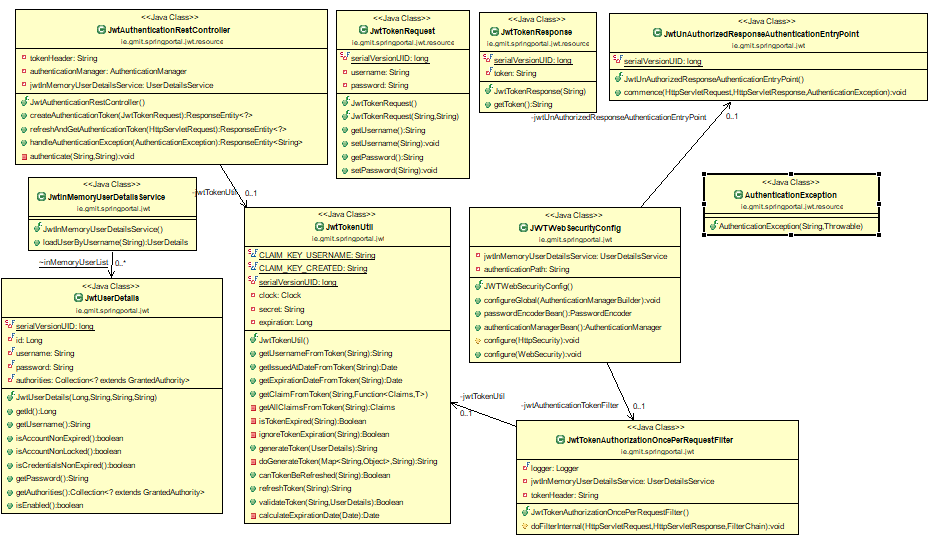 <<Java Class>>
JwtAuthenticationRestController
ie.gmit.springportal.jwt.resource
tokenHeader: String
authenticationManager: AuthenticationManager
jwtInMemoryUserDetailsService: UserDetailsService
JwtAuthenticationRestController()
createAuthenticationToken(JwtTokenRequest):ResponseEntity<?>
refreshAndGetAuthenticationToken(HttpServletRequest):ResponseEntity<?>
handleAuthenticationException(AuthenticationException):ResponseEntity<String>
authenticate(String,String):void
<<Java Class>>
JwtTokenRequest
ie.gmit.springportal.jwt.resource
serialVersionUID: long
username: String
password: String
JwtTokenRequest()
JwtTokenRequest(String,String)
getUsername():String
setUsername(String):void
getPassword():String
setPassword(String):void
<<Java Class>>
JwtTokenResponse
ie.gmit.springportal.jwt.resource
serialVersionUID: long
token: String
JwtTokenResponse(String)
getToken():String
<<Java Class>>
JwtUnAuthorizedResponseAuthenticationEntryPoint
ie.gmit.springportal.jwt
serialVersionUID: long
JwtUnAuthorizedResponseAuthenticationEntryPoint()
commence(HttpServletRequest,HttpServletResponse,AuthenticationException):void
-jwtUnAuthorizedResponseAuthenticationEntryPoint
0..1
<<Java Class>>
JwtInMemoryUserDetailsService
ie.gmit.springportal.jwt
JwtInMemoryUserDetailsService()
loadUserByUsername(String):UserDetails
-jwtTokenUtil
0..1
<<Java Class>>
AuthenticationException
ie.gmit.springportal.jwt.resource
AuthenticationException(String,Throwable)
~inMemoryUserList
0..*
<<Java Class>>
JwtUserDetails
ie.gmit.springportal.jwt
serialVersionUID: long
id: Long
username: String
password: String
authorities: Collection<? extends GrantedAuthority>
JwtUserDetails(Long,String,String,String)
getId():Long
getUsername():String
isAccountNonExpired():boolean
isAccountNonLocked():boolean
isCredentialsNonExpired():boolean
getPassword():String
getAuthorities():Collection<? extends GrantedAuthority>
isEnabled():boolean
<<Java Class>>
JwtTokenUtil
ie.gmit.springportal.jwt
CLAIM_KEY_USERNAME: String
CLAIM_KEY_CREATED: String
serialVersionUID: long
clock: Clock
secret: String
expiration: Long
JwtTokenUtil()
getUsernameFromToken(String):String
getIssuedAtDateFromToken(String):Date
getExpirationDateFromToken(String):Date
getClaimFromToken(String,Function<Claims,T>)
getAllClaimsFromToken(String):Claims
isTokenExpired(String):Boolean
ignoreTokenExpiration(String):Boolean
generateToken(UserDetails):String
doGenerateToken(Map<String,Object>,String):String
canTokenBeRefreshed(String):Boolean
refreshToken(String):String
validateToken(String,UserDetails):Boolean
calculateExpirationDate(Date):Date
<<Java Class>>
JWTWebSecurityConfig
ie.gmit.springportal.jwt
jwtInMemoryUserDetailsService: UserDetailsService
authenticationPath: String
JWTWebSecurityConfig()
configureGlobal(AuthenticationManagerBuilder):void
passwordEncoderBean():PasswordEncoder
authenticationManagerBean():AuthenticationManager
configure(HttpSecurity):void
configure(WebSecurity):void
-jwtTokenUtil
0..1
-jwtAuthenticationTokenFilter
0..1
<<Java Class>>
JwtTokenAuthorizationOncePerRequestFilter
ie.gmit.springportal.jwt
logger: Logger
jwtInMemoryUserDetailsService: UserDetailsService
tokenHeader: String
JwtTokenAuthorizationOncePerRequestFilter()
doFilterInternal(HttpServletRequest,HttpServletResponse,FilterChain):void